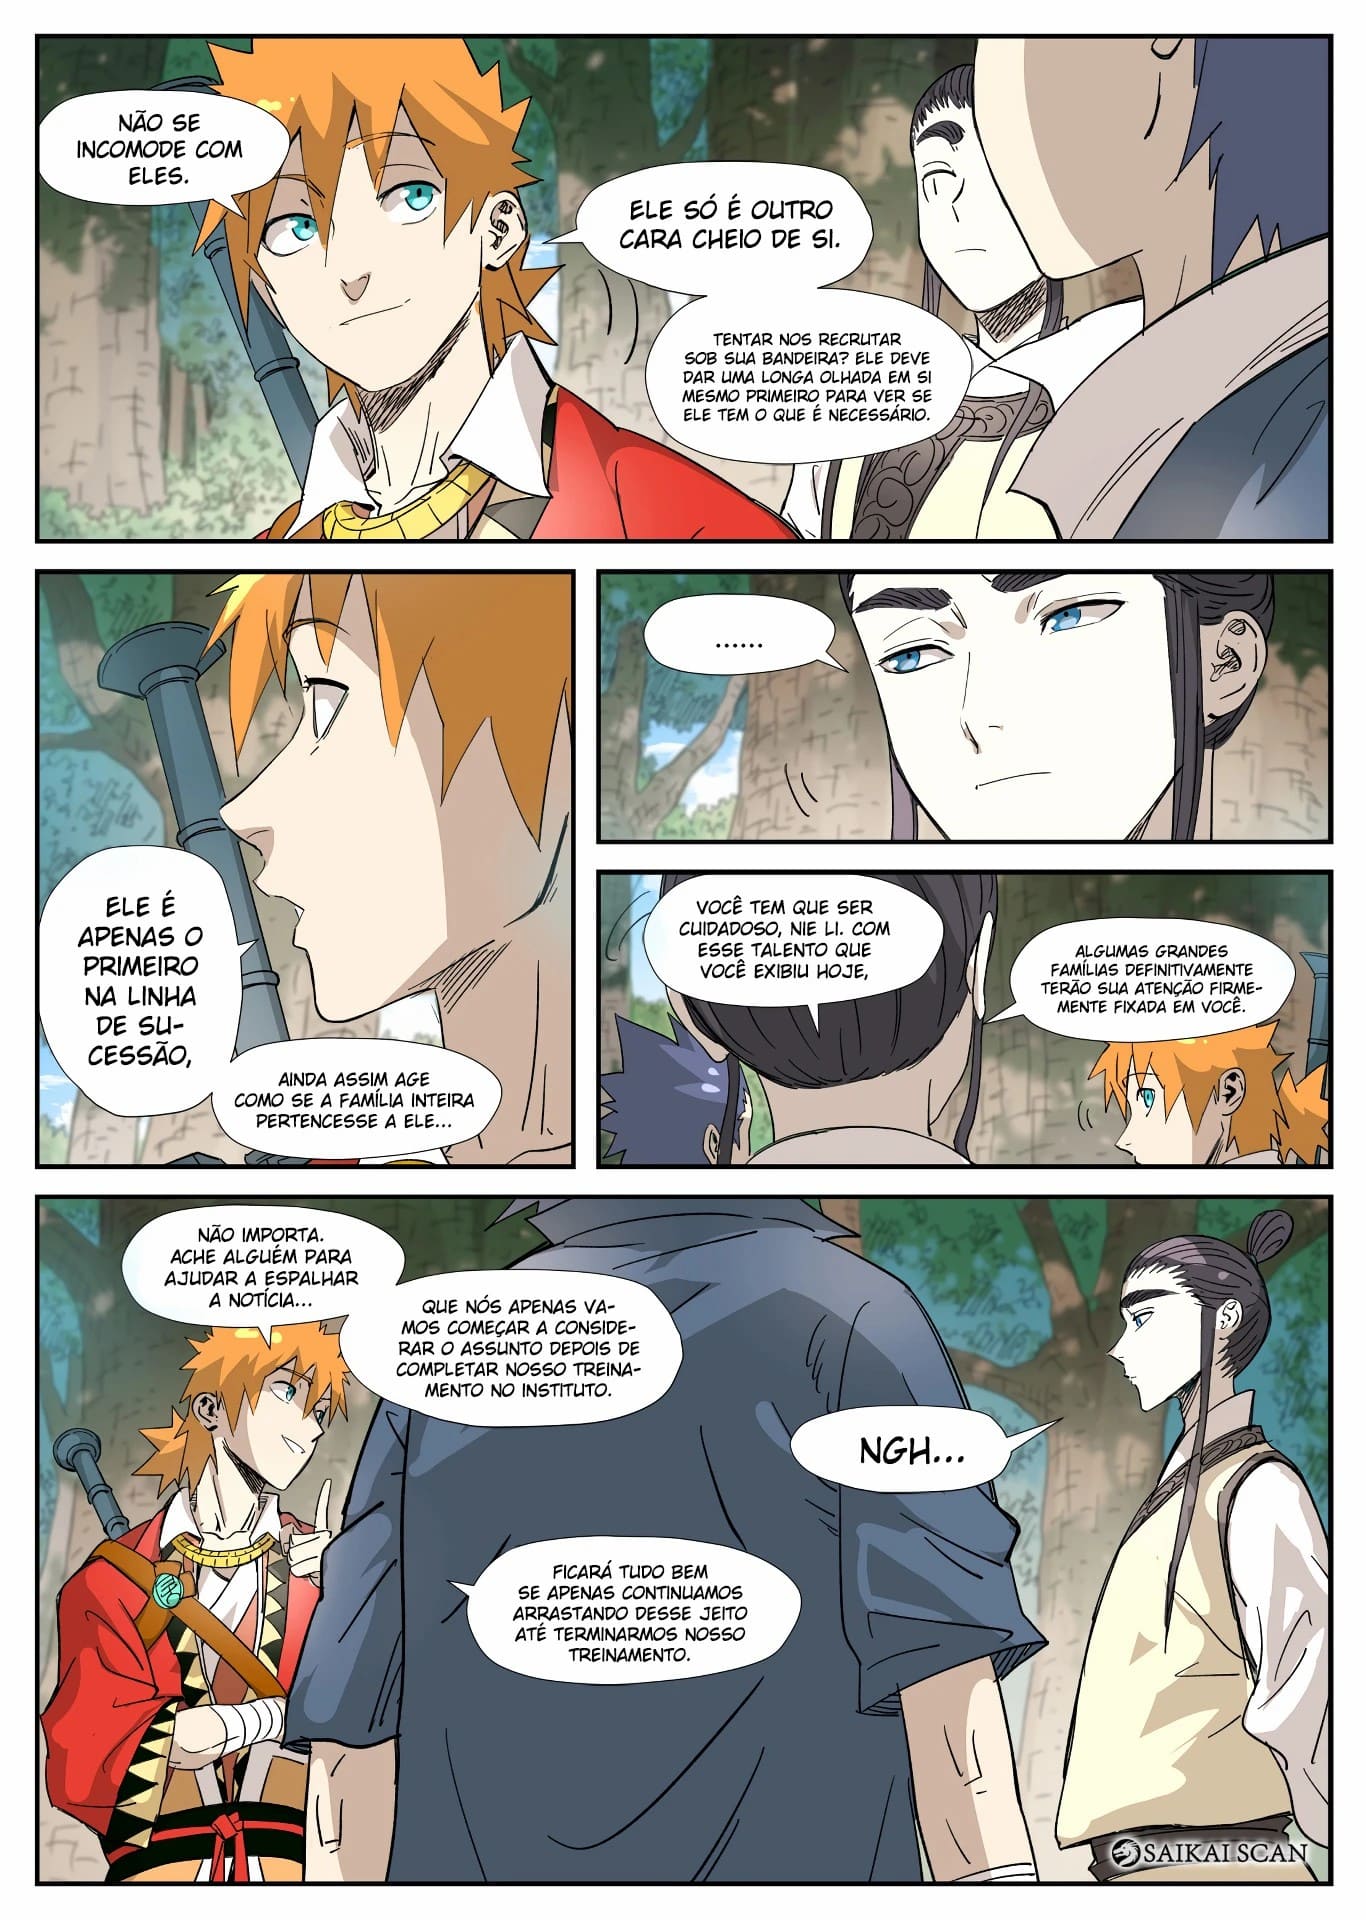 NÃO SE
INCOMODE COM
ELES.
ELE SÓ É OUTRO
CARA CHEIO DE SI.
TENTAR NOS RECRUTAR
SOB SUA BANDEIRA? ELE DEVE
DAR UMA LONGA OLHADA EM SI
MESMO PRIMEIRO PARA VER SE
ELE TEM O QUE É NECESSÁRIO.
ELE É
APENAS O
PRIMEIRO
NA LINHA
DE SU-
CESSÃO,
AINDA ASSIM AGE
COMO SE A FAMÍLIA INTEIRA
PERTENCESSE A ELE...
......
VOCÊ TEM QUE SER
CUIDADOSO, NIE LI. COM
ESSE TALENTO QUE
VOCÊ EXIBIU HOJE,
ALGUMAS GRANDES
FAMÍLIAS DEFINITIVAMENTE
TERÃO SUA ATENÇÃO FIRME-
MENTE FIXADA EM VOCÊ.
NÃO IMPORTA.
ACHE ALGUÉM PARA
AJUDAR A ESPALHAR
A NOTÍCIA...
QUE NÓS APENAS VA-
MOS COMEÇAR A CONSIDE-
RAR O ASSUNTO DEPOIS DE
COMPLETAR NOSSO TREINA-
MENTO NO INSTITUTO.
NGH...
FICARÁ TUDO BEM
SE APENAS CONTINUAMOS
ARRASTANDO DESSE JEITO
ATÉ TERMINARMOS NOSSO
TREINAMENTO.
SAIKAI SCAN